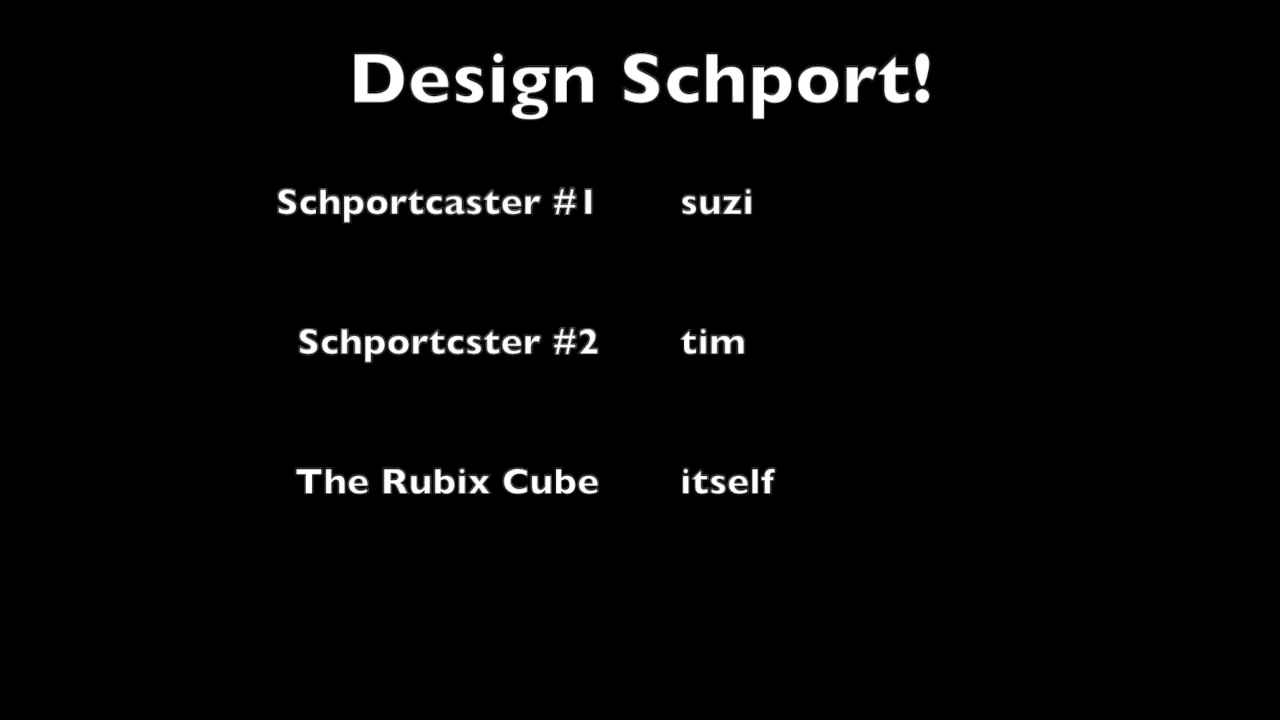 Design Schport!
Schportcaster #1 suzi
Schportcster #2 tim
The Rubix Cube itself